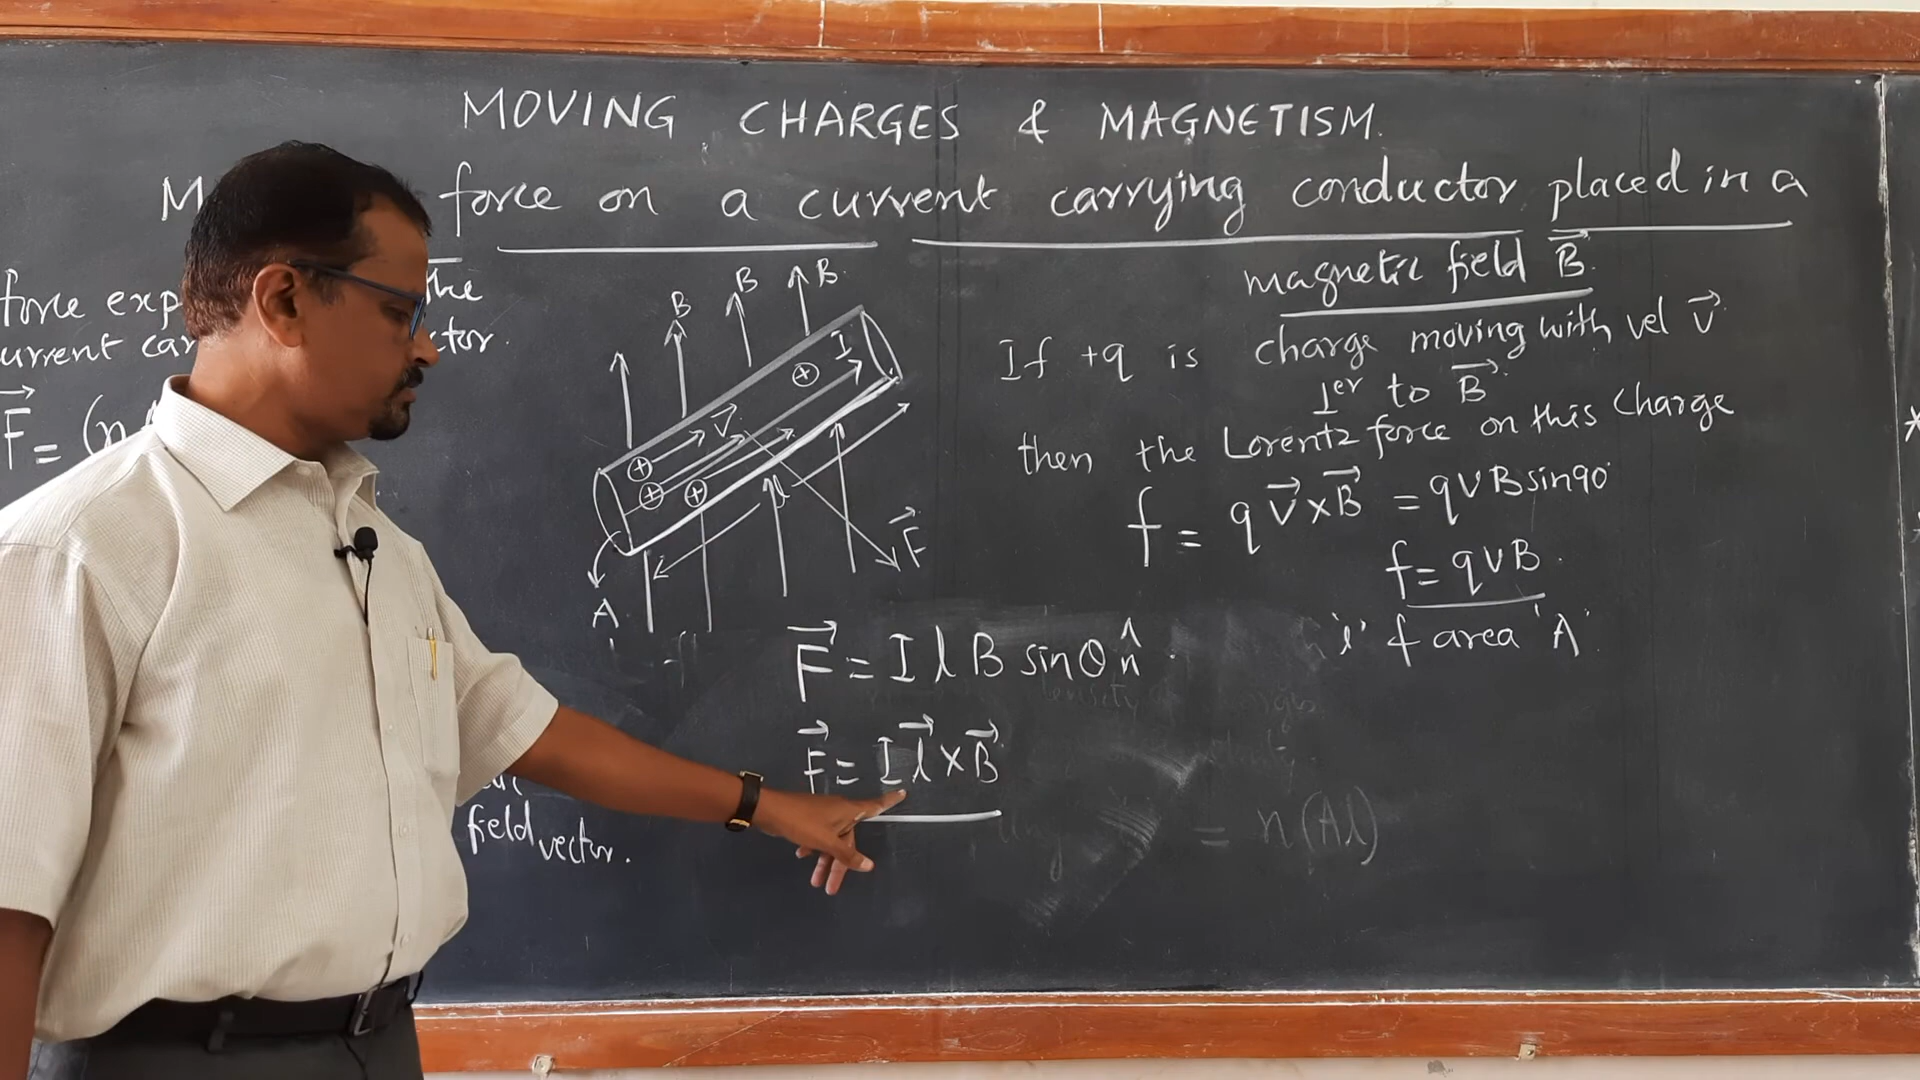 MOVING CHARGES & MAGNETISM.
force on a current carrying conductor placed in a
magnetic field B⃗.
force exp the
urrent car ctor.
F⃗ = (n
B B B
I
v⃗
l
F⃗
A
If +q is charge moving with vel v⃗
⊥er to B⃗.
then the Lorentz force on this charge
f = q v⃗ × B⃗ = qvB sin90°
f = qvB.
'l' & area 'A'.
F⃗ = I l B sinθ n̂.
F⃗ = I l⃗ × B⃗
= n(Al)
field vector.